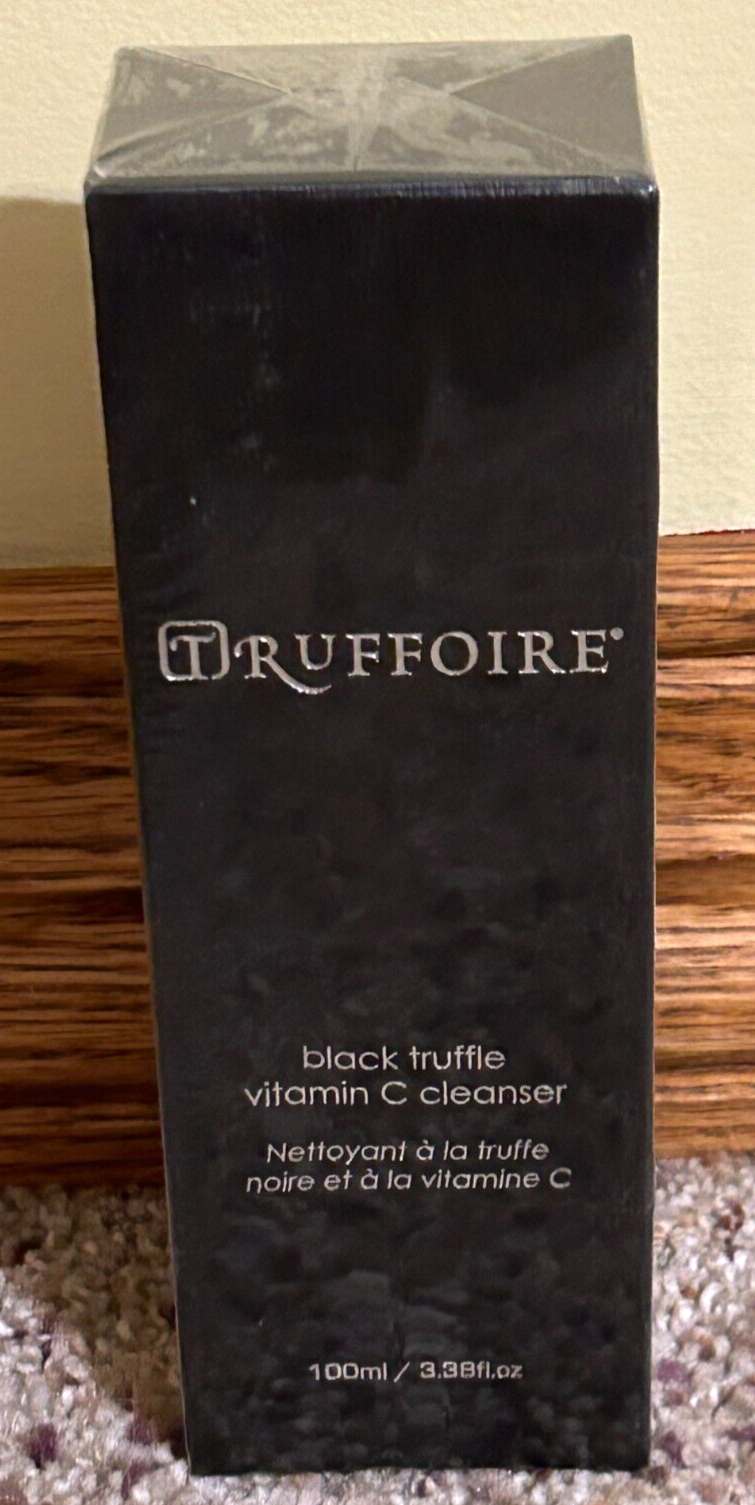 TRUFFOIRE®
black truffle
vitamin C cleanser
Nettoyant à la truffe
noire et à la vitamine C
100ml / 3.38fl.oz